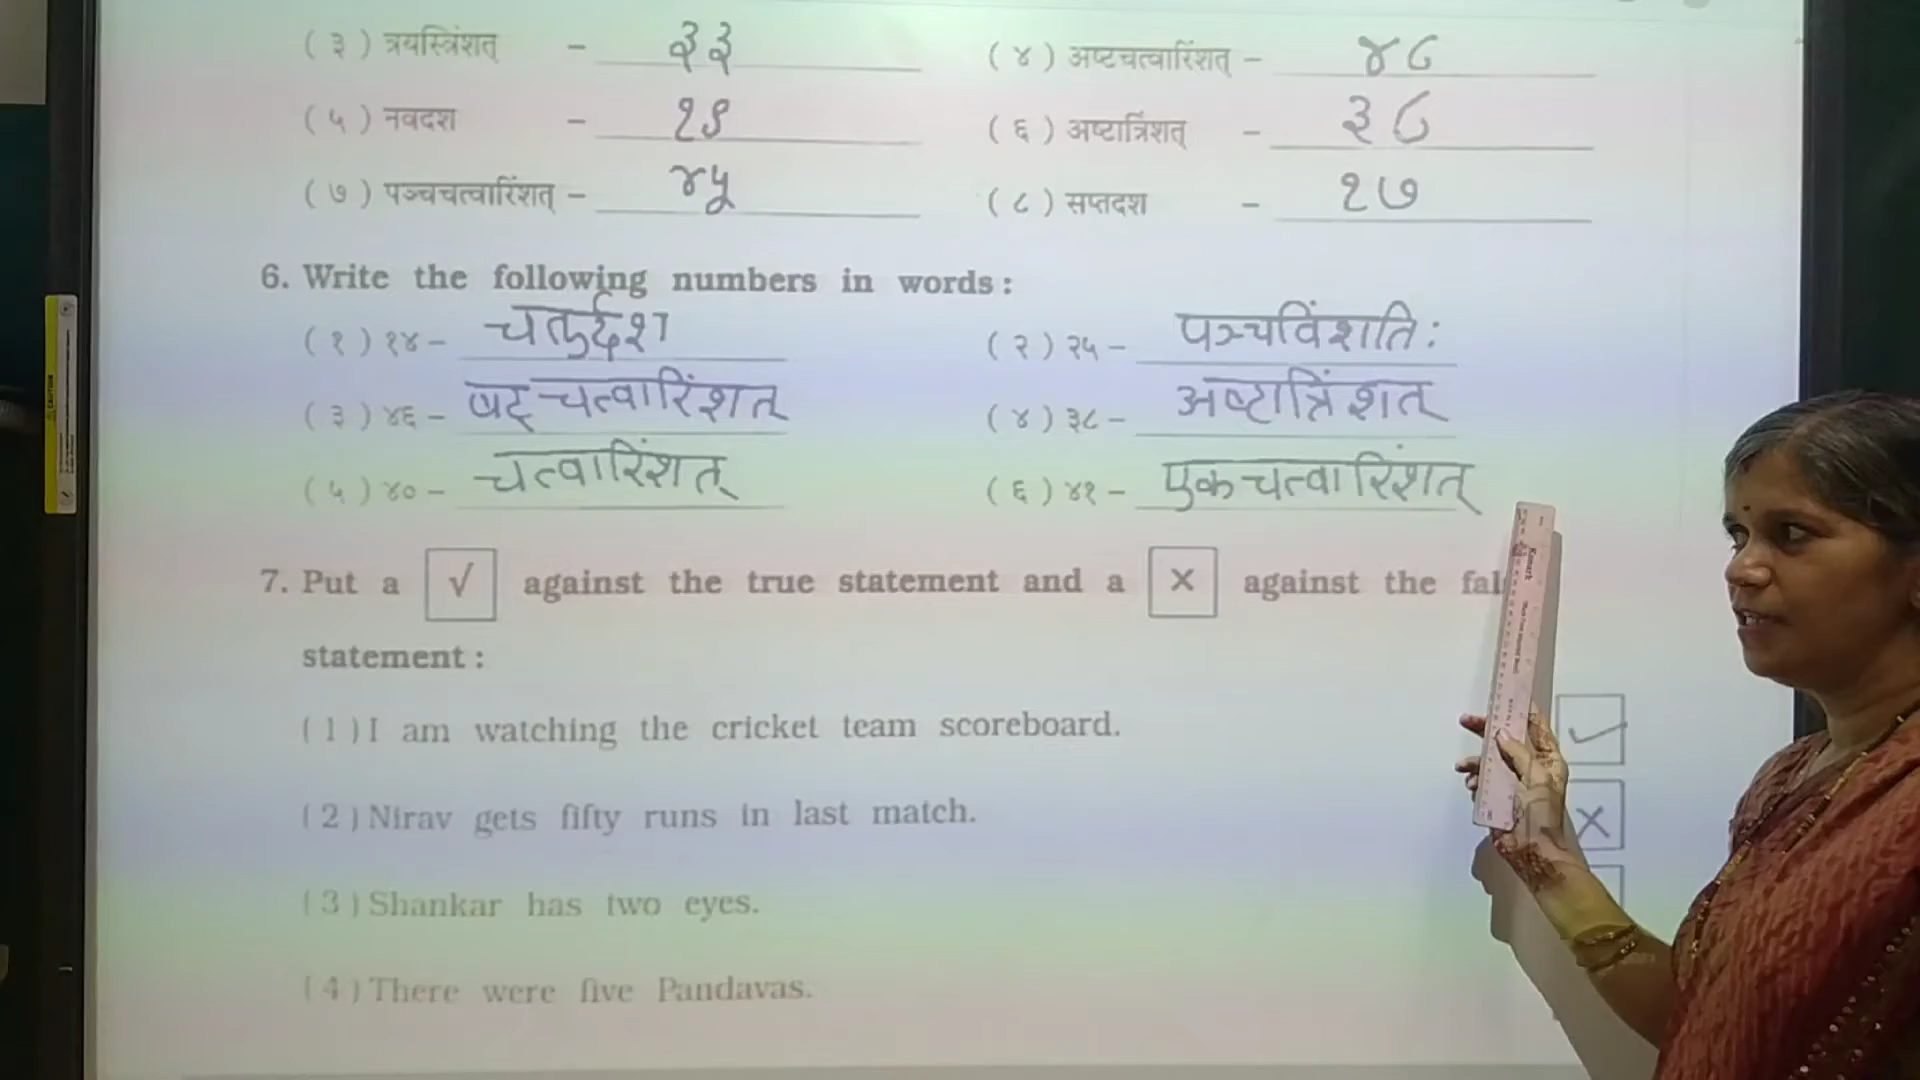 ( ३ ) त्रयस्त्रिंशत् - ३३ ( ४ ) अष्टचत्वारिंशत् - ४८
( ५ ) नवदश - १९ ( ६ ) अष्टात्रिंशत् - ३८
( ७ ) पञ्चचत्वारिंशत् - ४५ ( ८ ) सप्तदश - १७
6. Write the following numbers in words :
( १ ) १४ - चतुर्दश ( २ ) २५ - पञ्चविंशति:
( ३ ) ४६ - षट्चत्वारिंशत् ( ४ ) ३८ - अष्टात्रिंशत्
( ५ ) ४० - चत्वारिंशत् ( ६ ) ४१ - एकचत्वारिंशत्
7. Put a √ against the true statement and a × against the fal
statement :
( 1 ) I am watching the cricket team scoreboard. ✓
( 2 ) Nirav gets fifty runs in last match. ×
( 3 ) Shankar has two eyes.
( 4 ) There were five Pandavas.